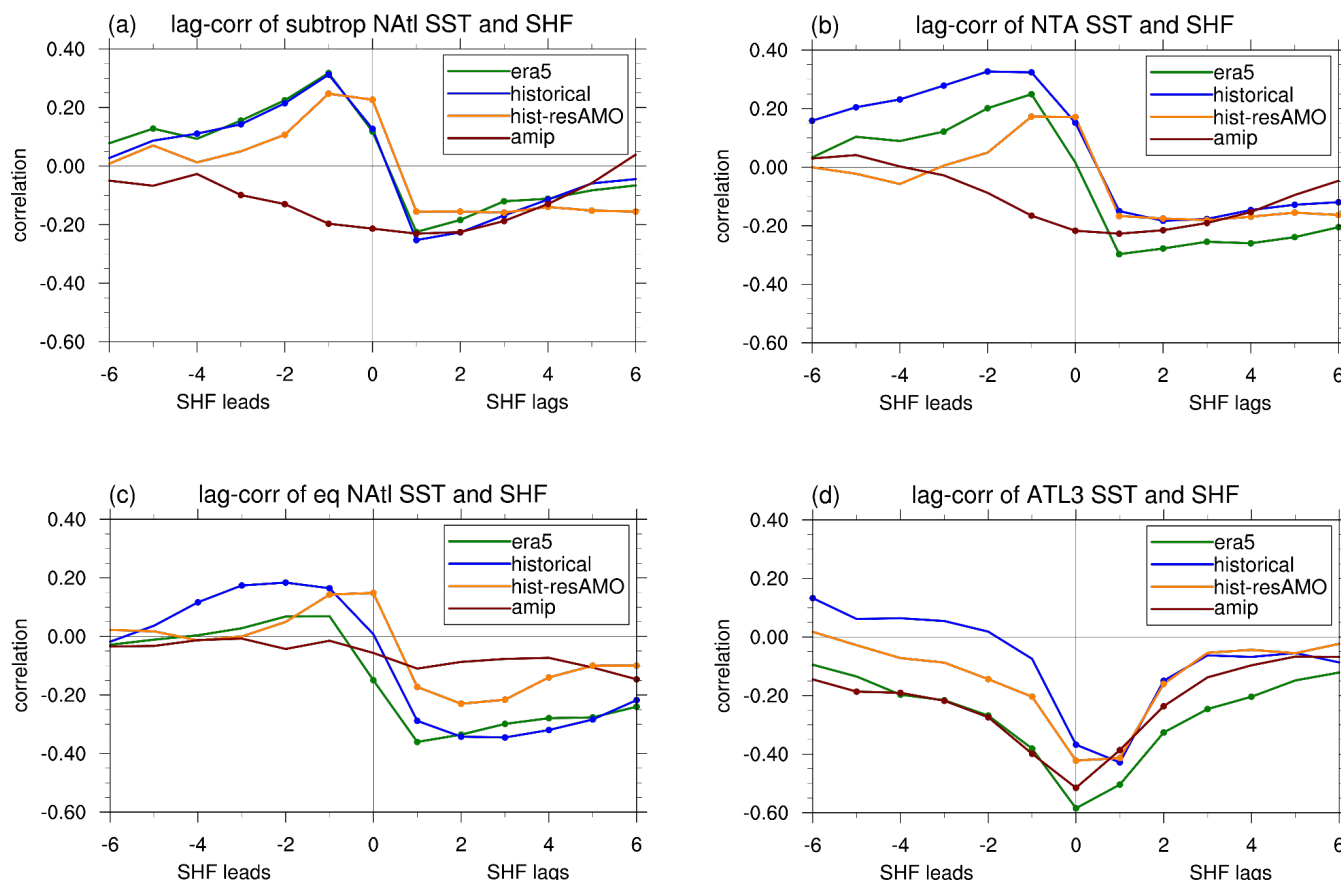 (a) lag-corr of subtrop NAtl SST and SHF
0.40
0.20
0.00
-0.20
-0.40
-0.60
correlation
era5
historical
hist-resAMO
amip
-6 -4 -2 0 2 4 6
SHF leads SHF lags
(b) lag-corr of NTA SST and SHF
0.40
0.20
0.00
-0.20
-0.40
-0.60
correlation
era5
historical
hist-resAMO
amip
-6 -4 -2 0 2 4 6
SHF leads SHF lags
(c) lag-corr of eq NAtl SST and SHF
0.40
0.20
0.00
-0.20
-0.40
-0.60
correlation
era5
historical
hist-resAMO
amip
-6 -4 -2 0 2 4 6
SHF leads SHF lags
(d) lag-corr of ATL3 SST and SHF
0.40
0.20
0.00
-0.20
-0.40
-0.60
correlation
era5
historical
hist-resAMO
amip
-6 -4 -2 0 2 4 6
SHF leads SHF lags